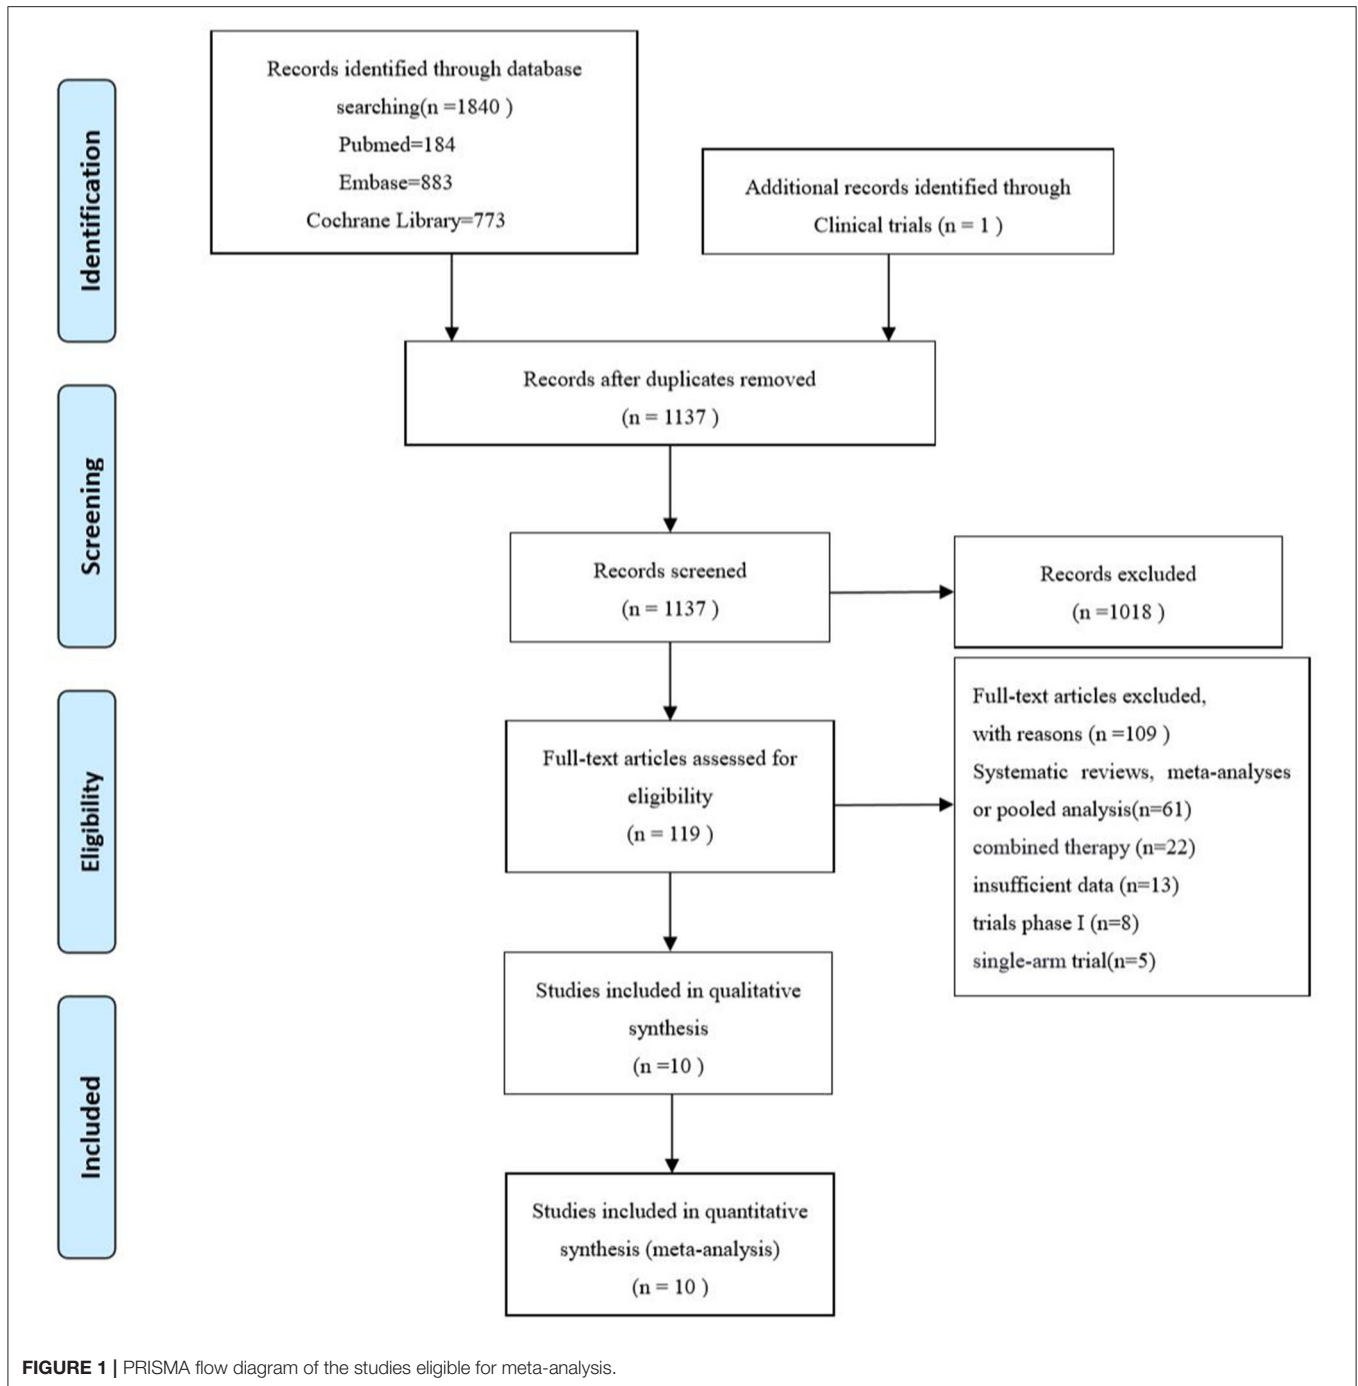 Identification
Records identified through database
searching(n =1840 )
Pubmed=184
Embase=883
Cochrane Library=773
Additional records identified through
Clinical trials (n = 1 )
Records after duplicates removed
(n = 1137 )
Screening
Records screened
(n = 1137 )
Records excluded
(n =1018 )
Eligibility
Full-text articles assessed for
eligibility
(n = 119 )
Full-text articles excluded,
with reasons (n =109 )
Systematic reviews, meta-analyses
or pooled analysis(n=61)
combined therapy (n=22)
insufficient data (n=13)
trials phase I (n=8)
single-arm trial(n=5)
Included
Studies included in qualitative
synthesis
(n =10 )
Studies included in quantitative
synthesis (meta-analysis)
(n = 10 )
FIGURE 1 | PRISMA flow diagram of the studies eligible for meta-analysis.